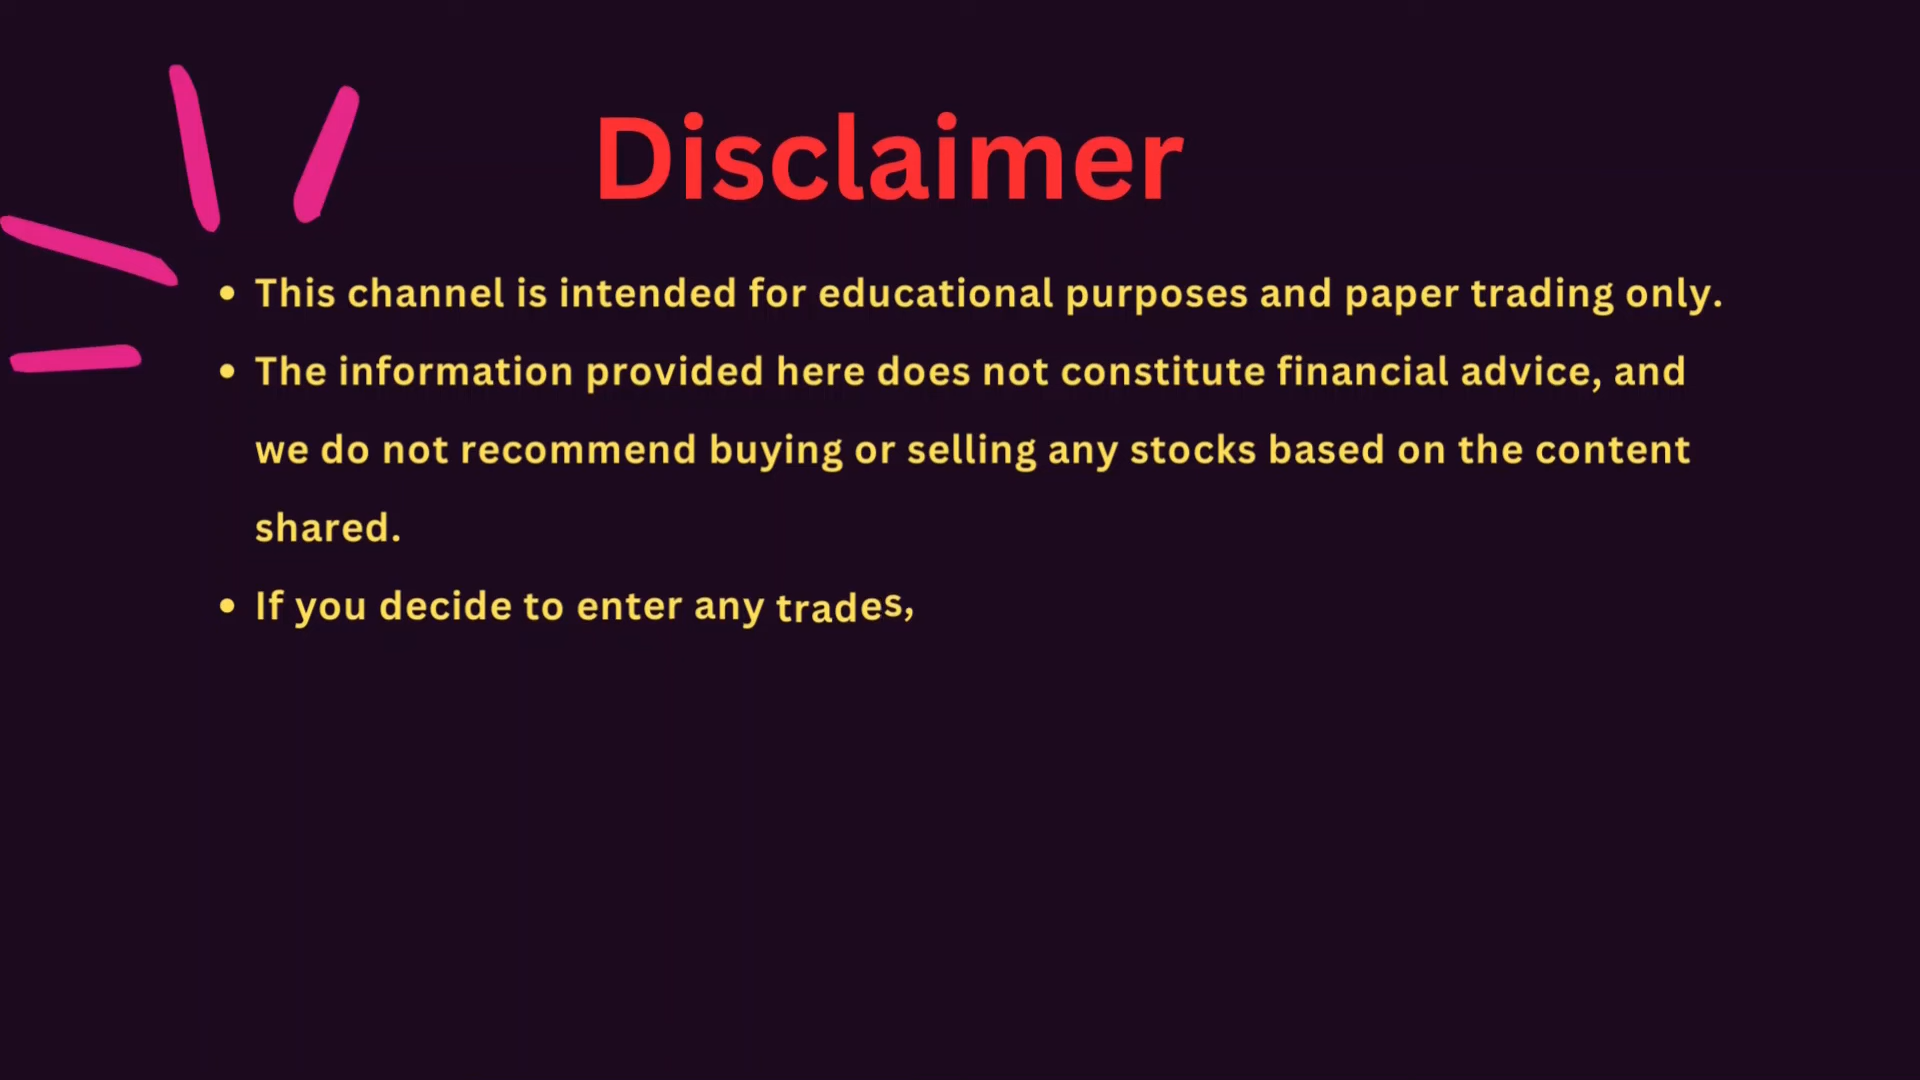 Disclaimer
• This channel is intended for educational purposes and paper trading only.
• The information provided here does not constitute financial advice, and
we do not recommend buying or selling any stocks based on the content
shared.
• If you decide to enter any trades,